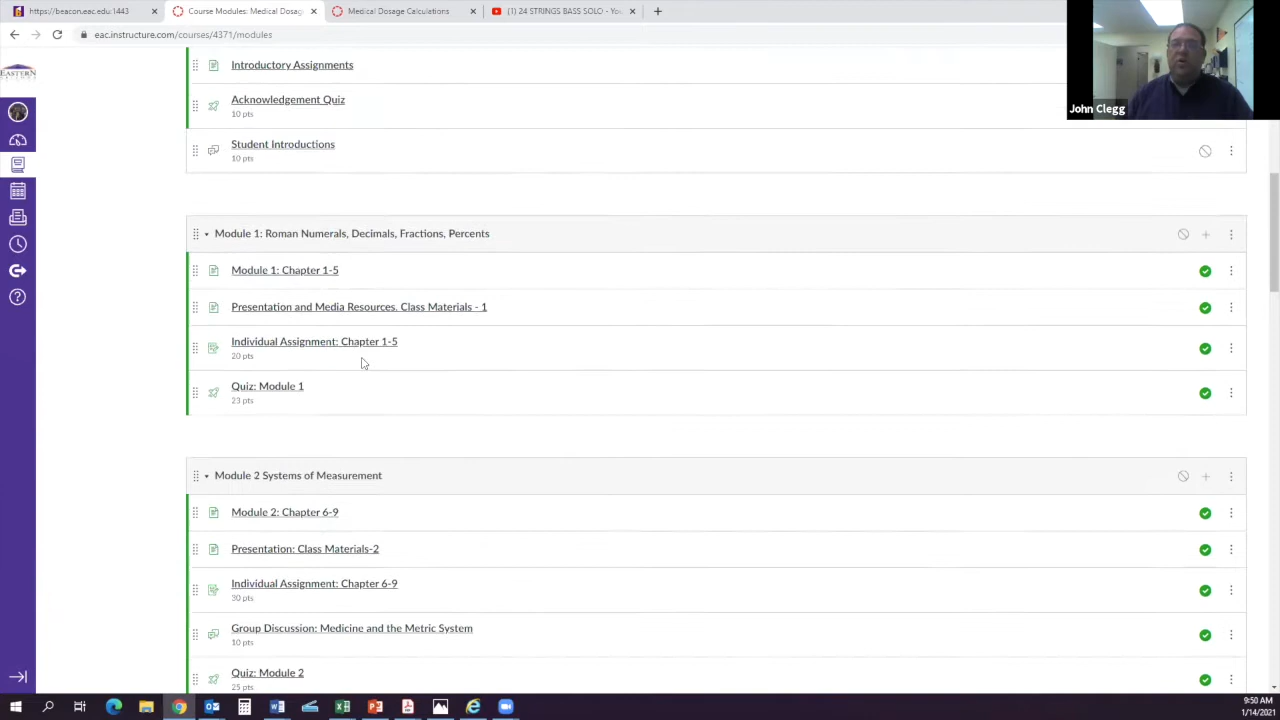 https://beacon.eac.edu:1443
Course Modules: Medical Dosag
Medical Dosage Calculations
(1) 24 STRINGS BASS SOLO - You
eac.instructure.com/courses/4371/modules
EASTERN
John Clegg
Introductory Assignments
Acknowledgement Quiz
10 pts
Student Introductions
10 pts
Module 1: Roman Numerals, Decimals, Fractions, Percents
Module 1: Chapter 1-5
Presentation and Media Resources. Class Materials - 1
Individual Assignment: Chapter 1-5
20 pts
Quiz: Module 1
23 pts
Module 2 Systems of Measurement
Module 2: Chapter 6-9
Presentation: Class Materials-2
Individual Assignment: Chapter 6-9
30 pts
Group Discussion: Medicine and the Metric System
10 pts
Quiz: Module 2
25 pts
9:50 AM
1/14/2021